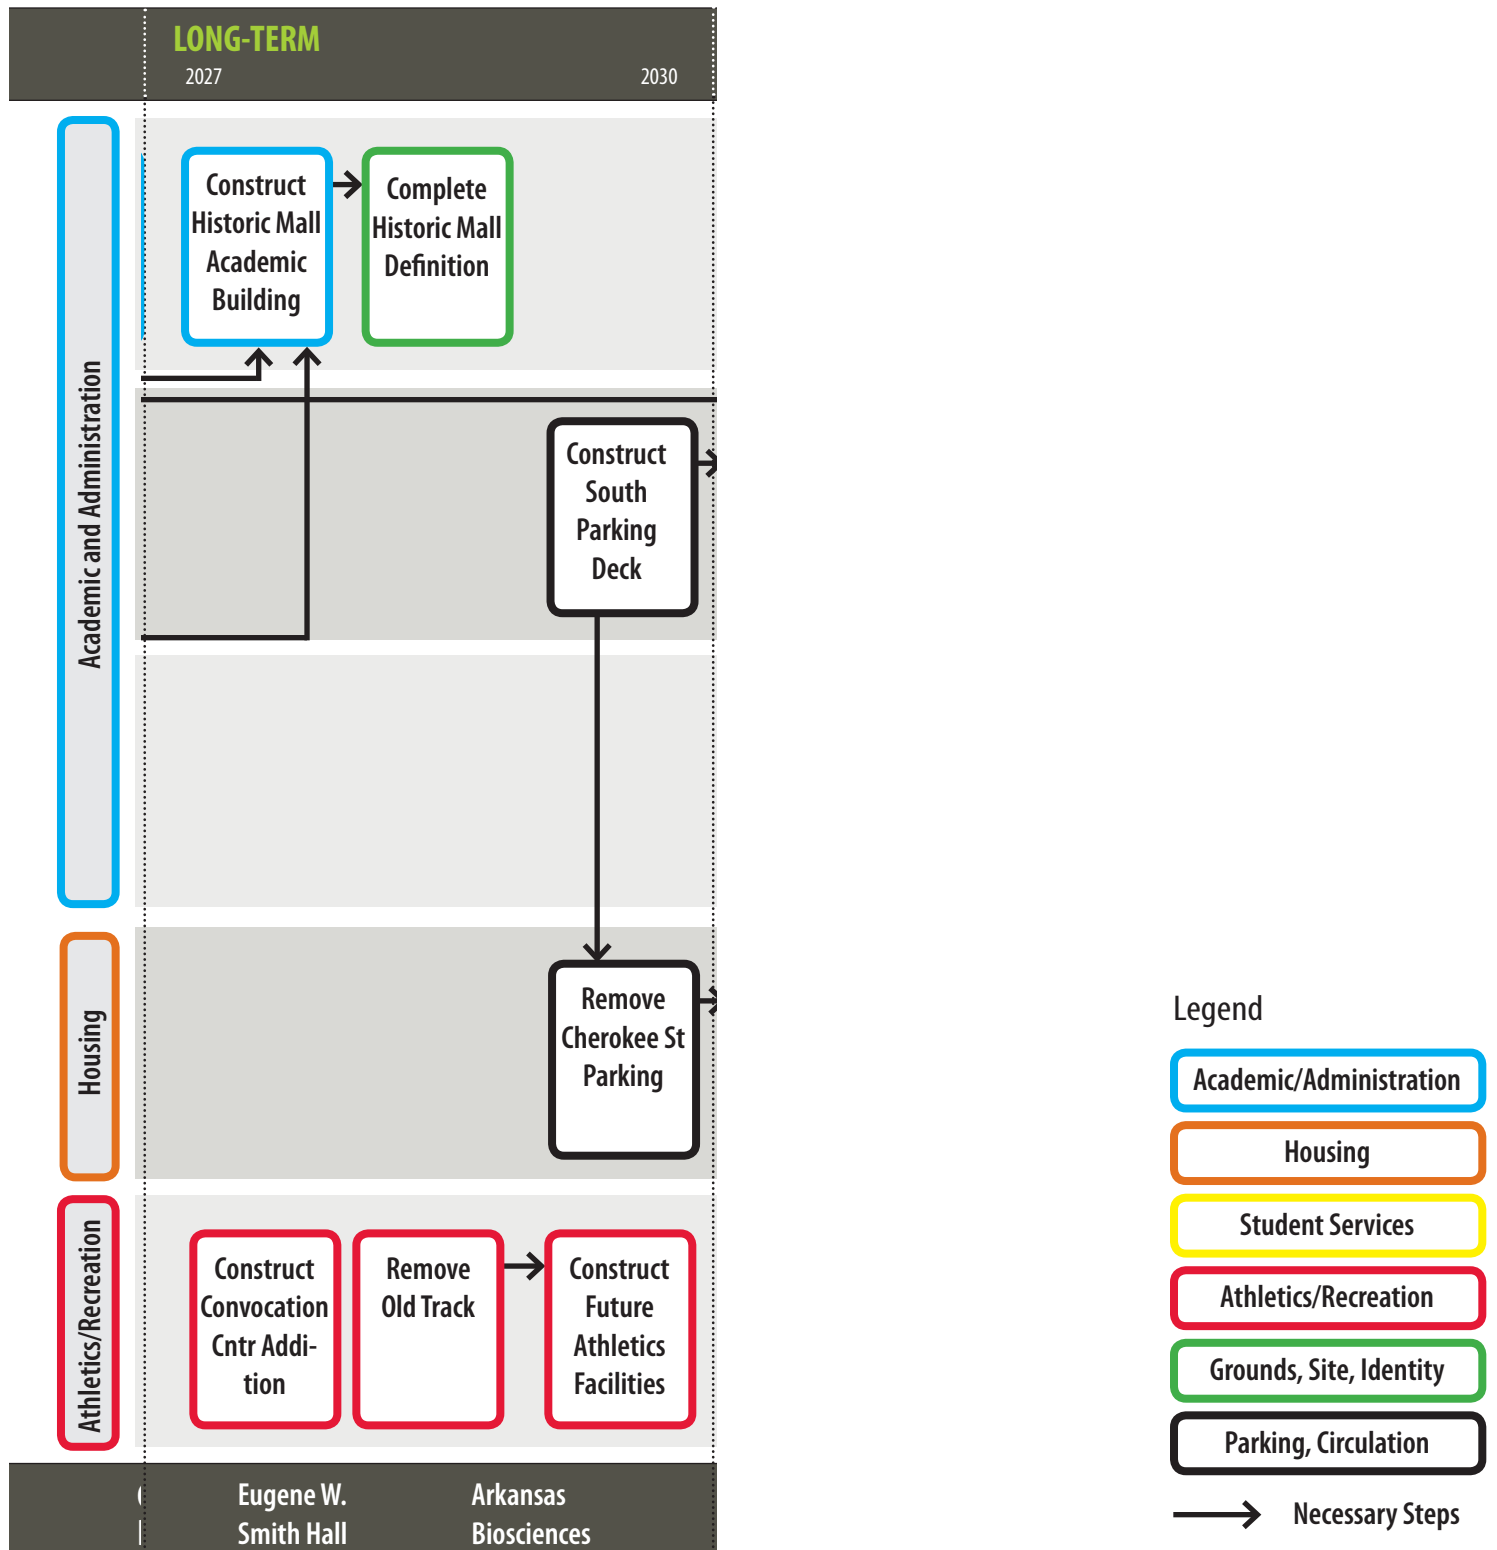 LONG-TERM
2027
2030
Academic and Administration
Construct
Historic Mall
Academic
Building
Complete
Historic Mall
Definition
Construct
South
Parking
Deck
Housing
Remove
Cherokee St
Parking
Athletics/Recreation
Construct
Convocation
Cntr Addi-
tion
Remove
Old Track
Construct
Future
Athletics
Facilities
Eugene W.
Smith Hall
Arkansas
Biosciences
Legend
Academic/Administration
Housing
Student Services
Athletics/Recreation
Grounds, Site, Identity
Parking, Circulation
Necessary Steps